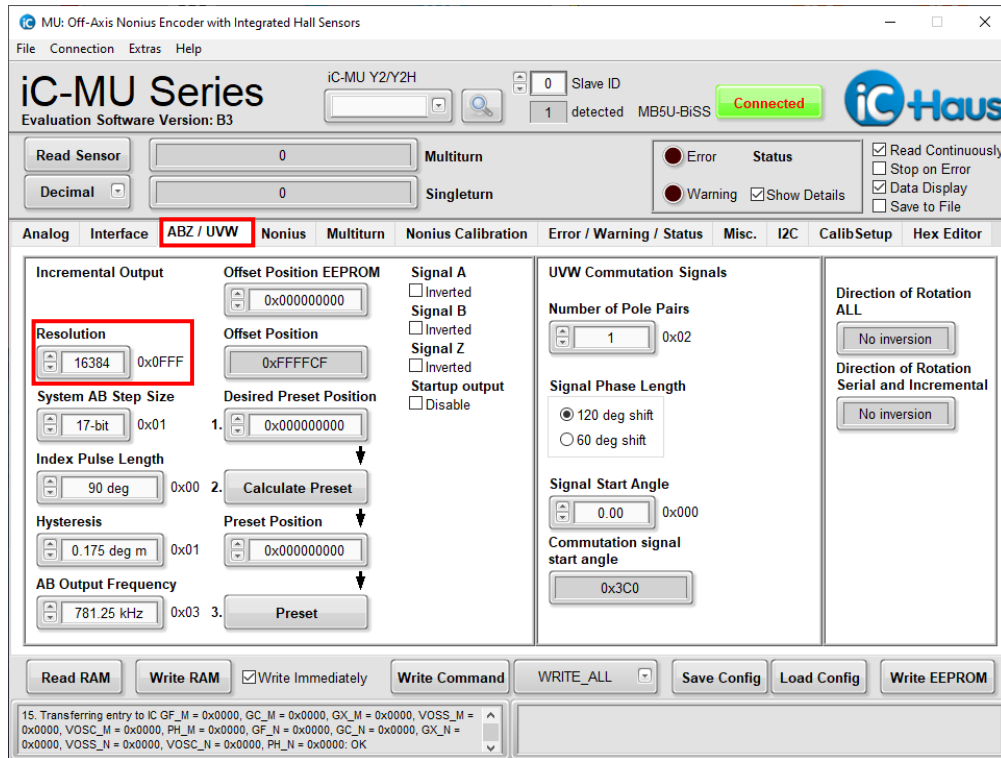 iC MU: Off-Axis Nonius Encoder with Integrated Hall Sensors
File Connection Extras Help
iC-MU Series
Evaluation Software Version: B3
iC-MU Y2/Y2H
0 Slave ID
1 detected MB5U-BiSS
Connected
iC Haus
Read Sensor 0 Multiturn
Decimal 0 Singleturn
Error Status
Warning Show Details
Read Continuously
Stop on Error
Data Display
Save to File
Analog Interface ABZ / UVW Nonius Multiturn Nonius Calibration Error / Warning / Status Misc. I2C CalibSetup Hex Editor
Incremental Output
Resolution
16384 0x0FFF
System AB Step Size
17-bit 0x01
Index Pulse Length
90 deg 0x00
Hysteresis
0.175 deg m 0x01
AB Output Frequency
781.25 kHz 0x03
Offset Position EEPROM
0x000000000
Offset Position
0xFFFFCF
Desired Preset Position
1. 0x000000000
2. Calculate Preset
Preset Position
0x000000000
3. Preset
Signal A
Inverted
Signal B
Inverted
Signal Z
Inverted
Startup output
Disable
UVW Commutation Signals
Number of Pole Pairs
1 0x02
Signal Phase Length
120 deg shift
60 deg shift
Signal Start Angle
0.00 0x000
Commutation signal
start angle
0x3C0
Direction of Rotation
ALL
No inversion
Direction of Rotation
Serial and Incremental
No inversion
Read RAM Write RAM Write Immediately Write Command WRITE_ALL Save Config Load Config Write EEPROM
15. Transferring entry to IC GF_M = 0x0000, GC_M = 0x0000, GX_M = 0x0000, VOSS_M =
0x0000, VOSC_M = 0x0000, PH_M = 0x0000, GF_N = 0x0000, GC_N = 0x0000, GX_N =
0x0000, VOSS_N = 0x0000, VOSC_N = 0x0000, PH_N = 0x0000: OK